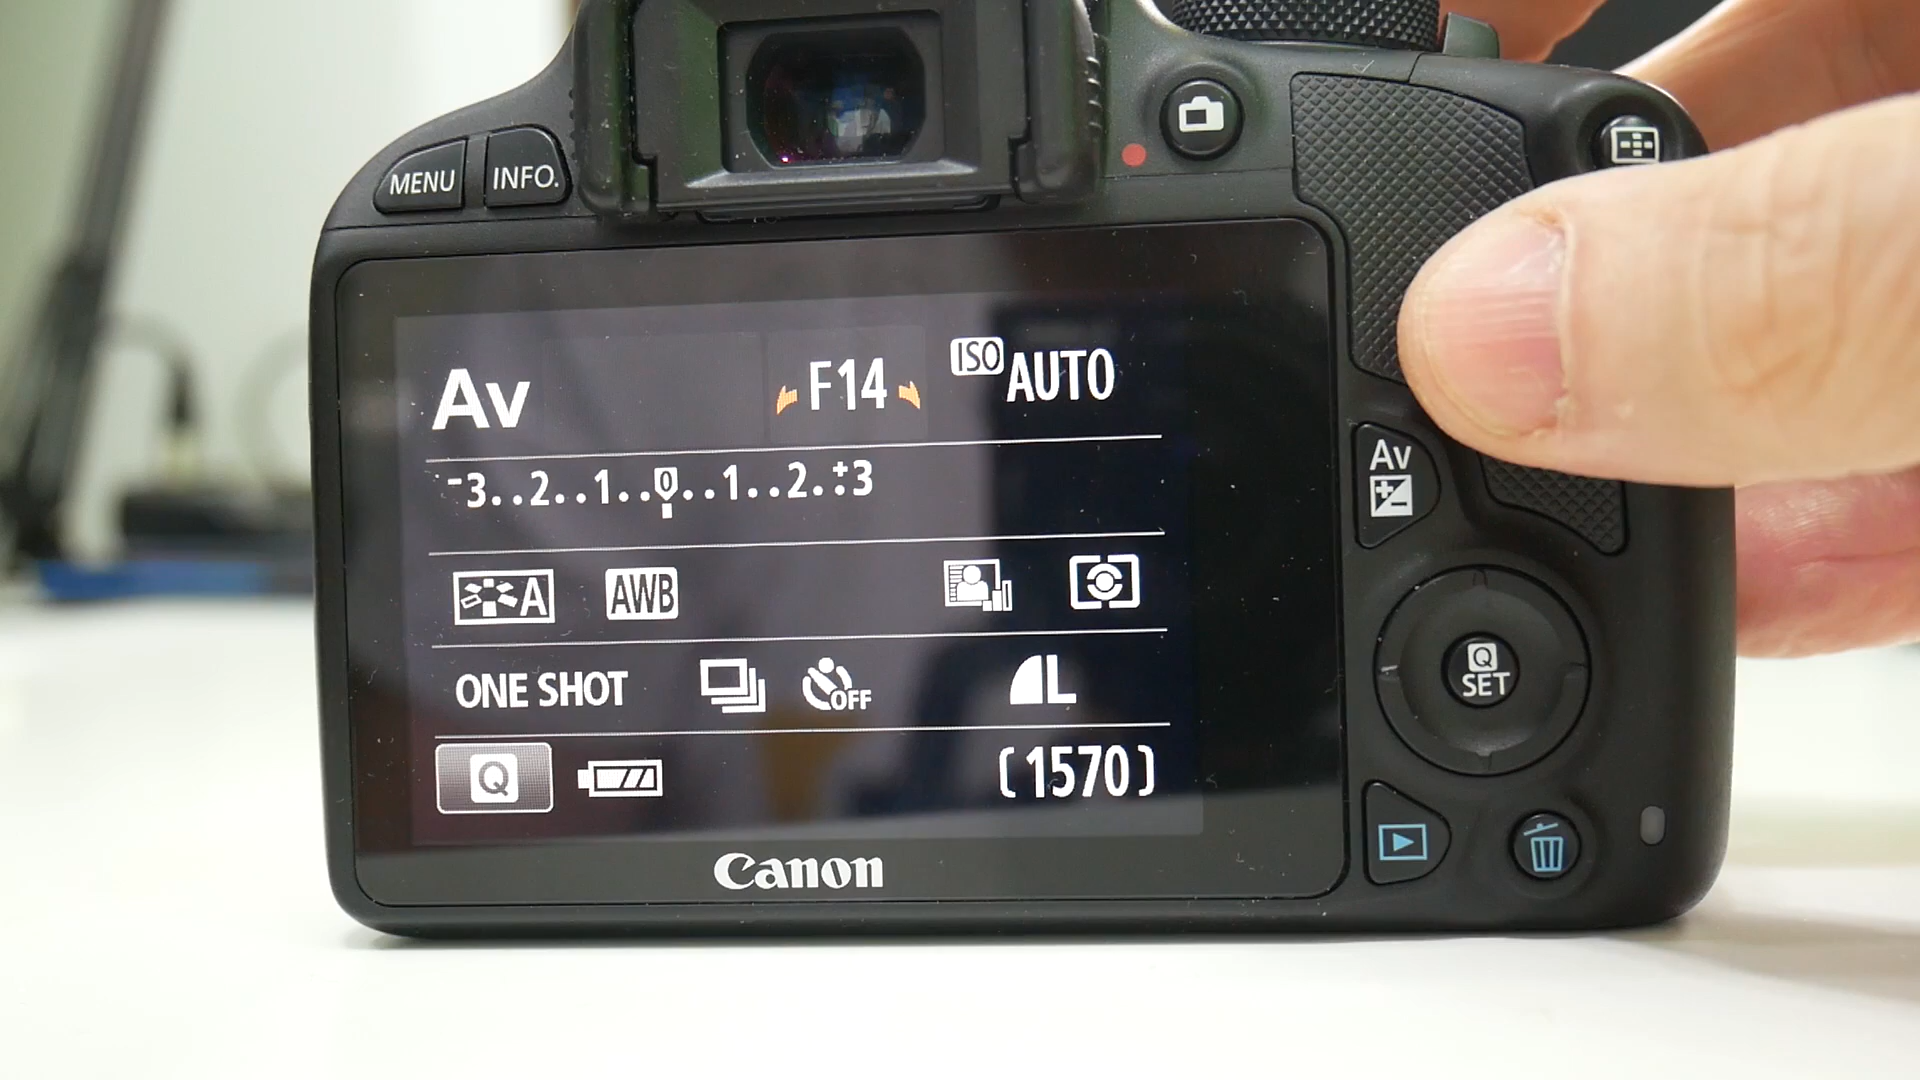 MENU INFO.
Av F14 ISO AUTO
-3..2..1..0..1..2.:+3
A AWB
ONE SHOT OFF L
Q [1570]
Canon
Av
Q
SET